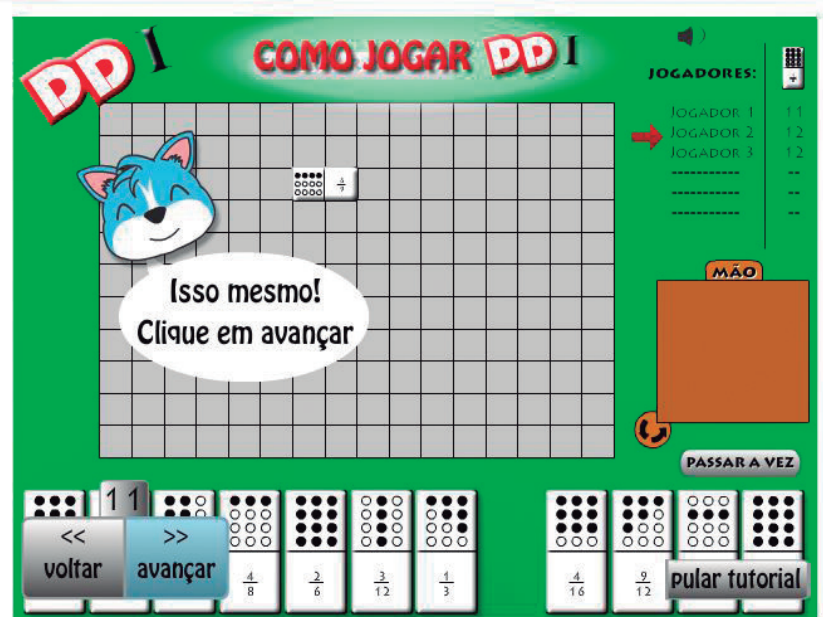 DD I
COMO JOGAR DD I
JOGADORES:
JOGADOR 1 11
JOGADOR 2 12
JOGADOR 3 12
----------- --
----------- --
----------- --
Isso mesmo!
Clique em avançar
MÃO
PASSAR A VEZ
11
<< >>
voltar avançar
4/8 2/6 3/12 1/3 4/16 9/12
pular tutorial